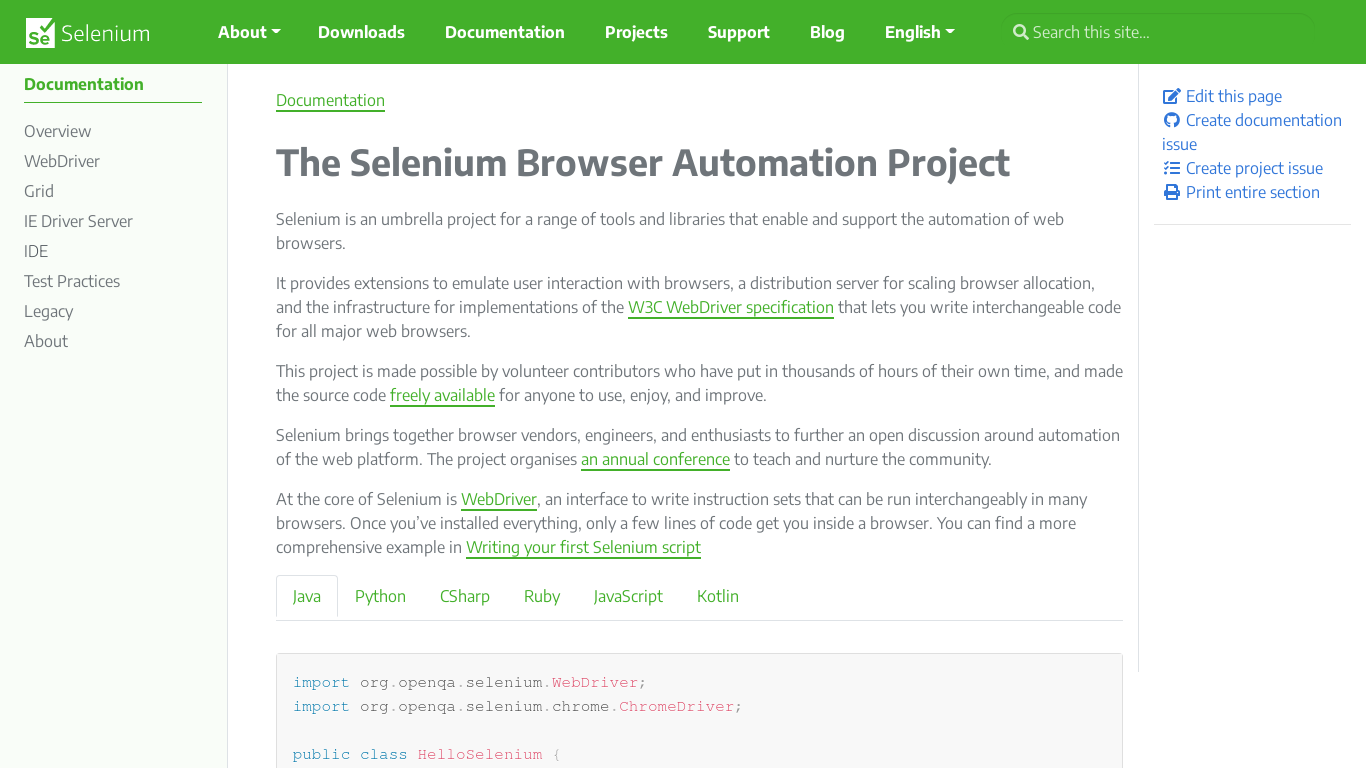 Se Selenium
About
Downloads
Documentation
Projects
Support
Blog
English
Search this site…
Documentation
Overview
WebDriver
Grid
IE Driver Server
IDE
Test Practices
Legacy
About
Documentation
The Selenium Browser Automation Project
Selenium is an umbrella project for a range of tools and libraries that enable and support the automation of web
browsers.
It provides extensions to emulate user interaction with browsers, a distribution server for scaling browser allocation,
and the infrastructure for implementations of the W3C WebDriver specification that lets you write interchangeable code
for all major web browsers.
This project is made possible by volunteer contributors who have put in thousands of hours of their own time, and made
the source code freely available for anyone to use, enjoy, and improve.
Selenium brings together browser vendors, engineers, and enthusiasts to further an open discussion around automation
of the web platform. The project organises an annual conference to teach and nurture the community.
At the core of Selenium is WebDriver, an interface to write instruction sets that can be run interchangeably in many
browsers. Once you’ve installed everything, only a few lines of code get you inside a browser. You can find a more
comprehensive example in Writing your first Selenium script
Java
Python
CSharp
Ruby
JavaScript
Kotlin
import org.openqa.selenium.WebDriver;
import org.openqa.selenium.chrome.ChromeDriver;
public class HelloSelenium {
Edit this page
Create documentation
issue
Create project issue
Print entire section